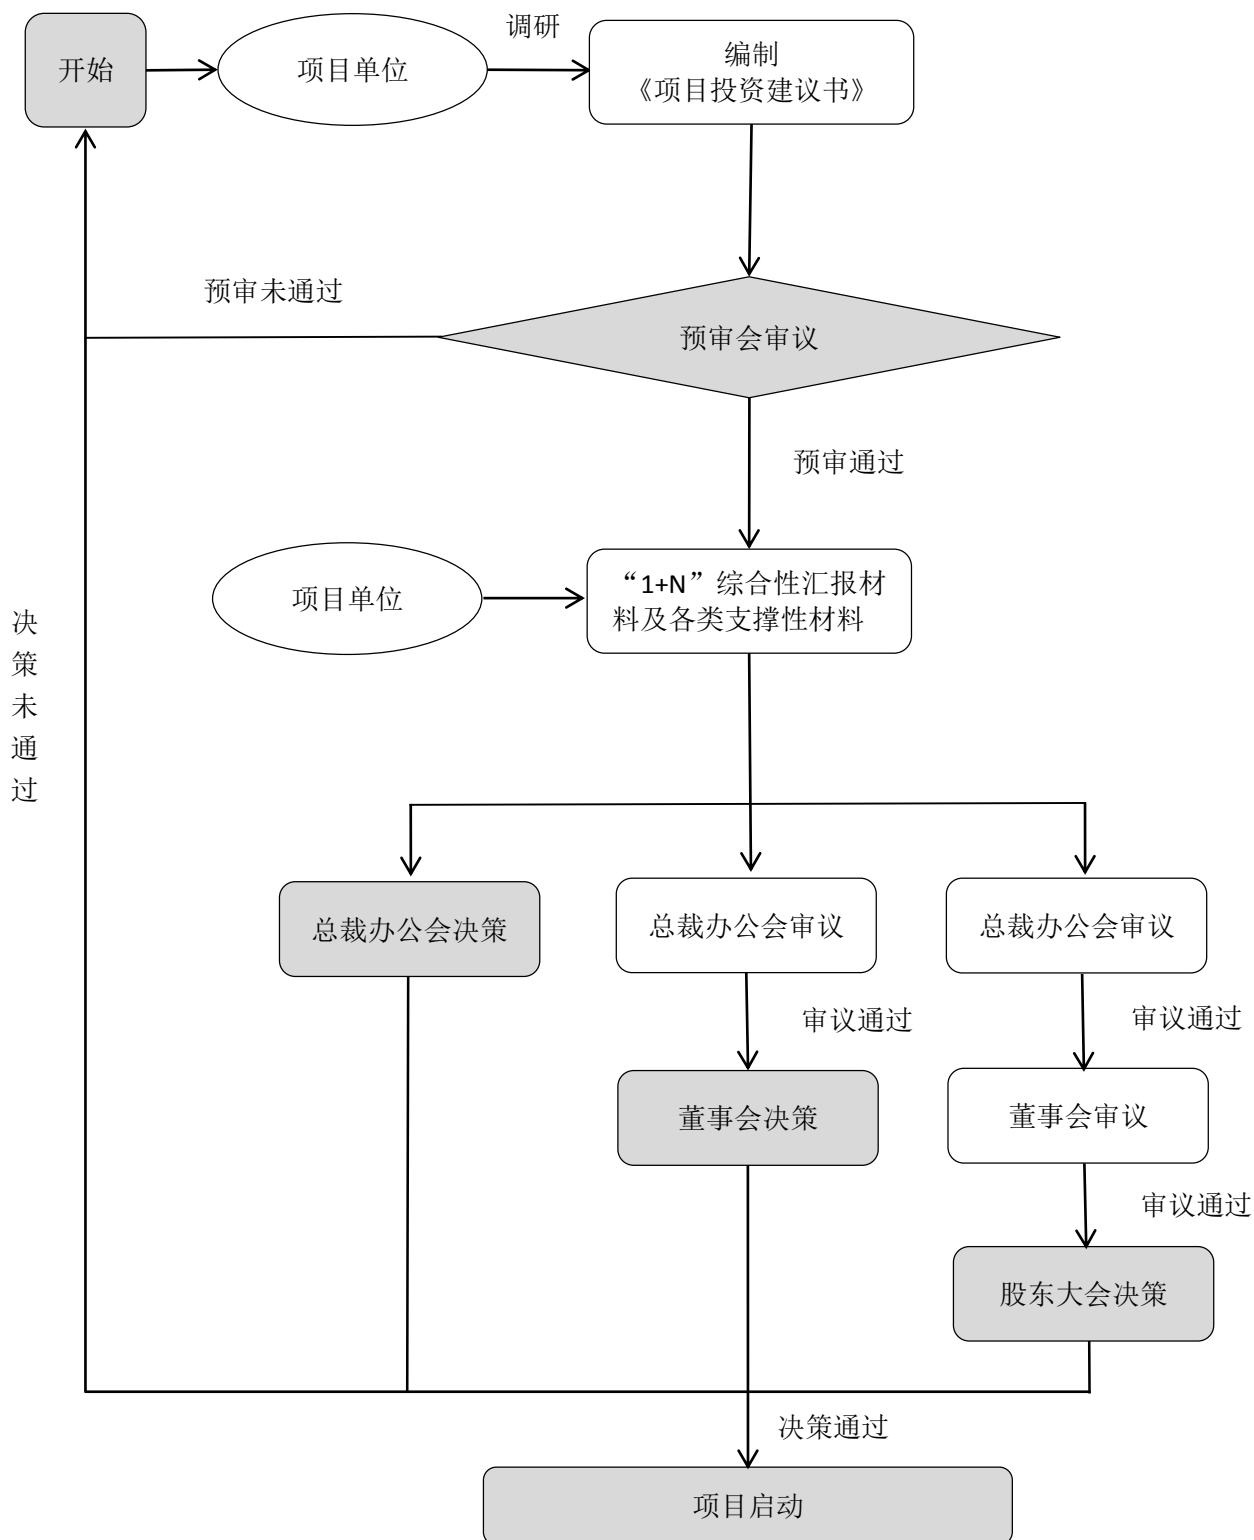 调研
开始
项目单位
编制
《项目投资建议书》
预审未通过
预审会审议
预审通过
项目单位
“1+N”综合性汇报材
料及各类支撑性材料
决
策
未
通
过
总裁办公会决策
总裁办公会审议
总裁办公会审议
审议通过
审议通过
董事会决策
董事会审议
审议通过
股东大会决策
决策通过
项目启动